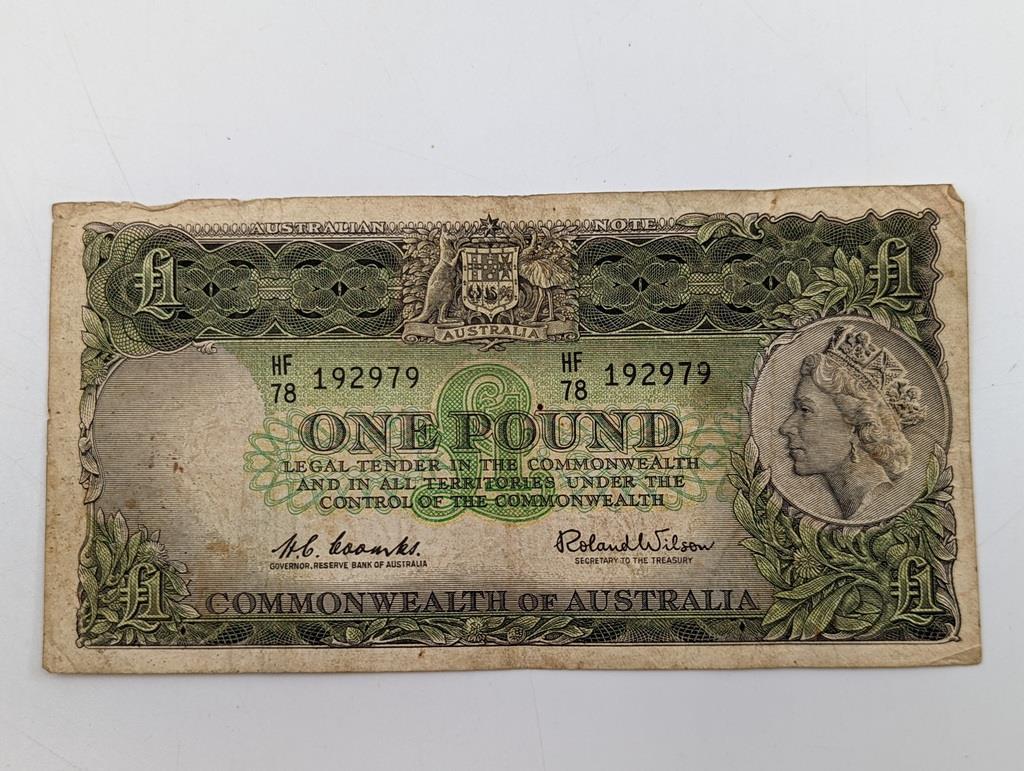 AUSTRALIAN NOTE
£1 £1
AUSTRALIA
HF 78 192979 HF 78 192979
ONE POUND
LEGAL TENDER IN THE COMMONWEALTH
AND IN ALL TERRITORIES UNDER THE
CONTROL OF THE COMMONWEALTH
H.C. Coombs. Roland Wilson
GOVERNOR, RESERVE BANK OF AUSTRALIA SECRETARY TO THE TREASURY
£1 £1
COMMONWEALTH OF AUSTRALIA